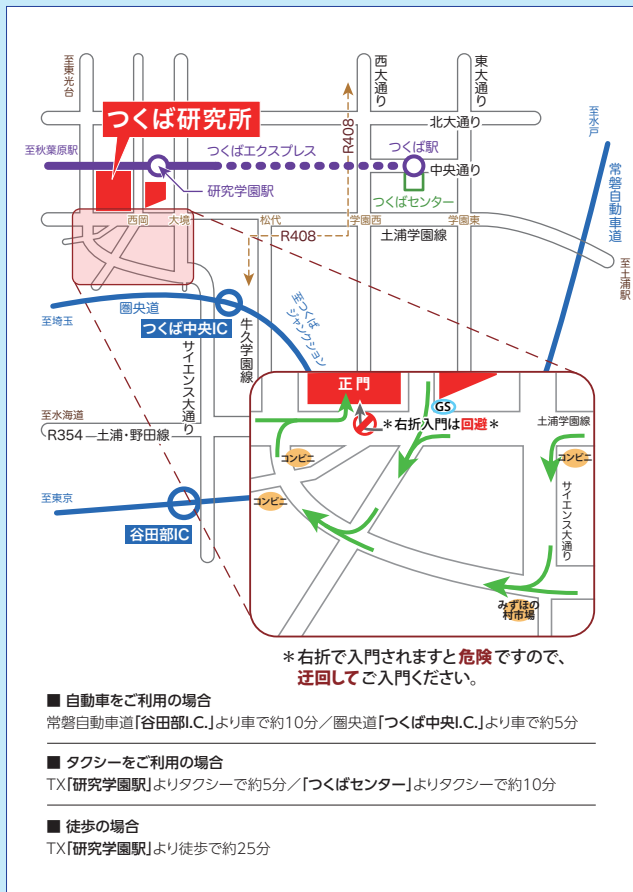 至東光台
西大通り
東大通り
つくば研究所
R408
北大通り
至水戸
至秋葉原駅
つくばエクスプレス
つくば駅
中央通り
研究学園駅
つくばセンター
常磐自動車道
西岡
大境
松代
学園西
学園東
R408
土浦学園線
至土浦駅
圏央道
至埼玉
つくば中央IC
至つくば
ジャンクション
牛久学園線
サイエンス大通り
正門
GS
至水海道
＊右折入門は回避＊
土浦学園線
R354 ―土浦・野田線
コンビニ
コンビニ
至東京
コンビニ
サイエンス大通り
谷田部IC
みずほの
村市場
＊右折で入門されますと危険ですので、
迂回してご入門ください。
■ 自動車をご利用の場合
常磐自動車道「谷田部I.C.」より車で約10分／圏央道「つくば中央I.C.」より車で約5分
■ タクシーをご利用の場合
TX「研究学園駅」よりタクシーで約5分／「つくばセンター」よりタクシーで約10分
■ 徒歩の場合
TX「研究学園駅」より徒歩で約25分